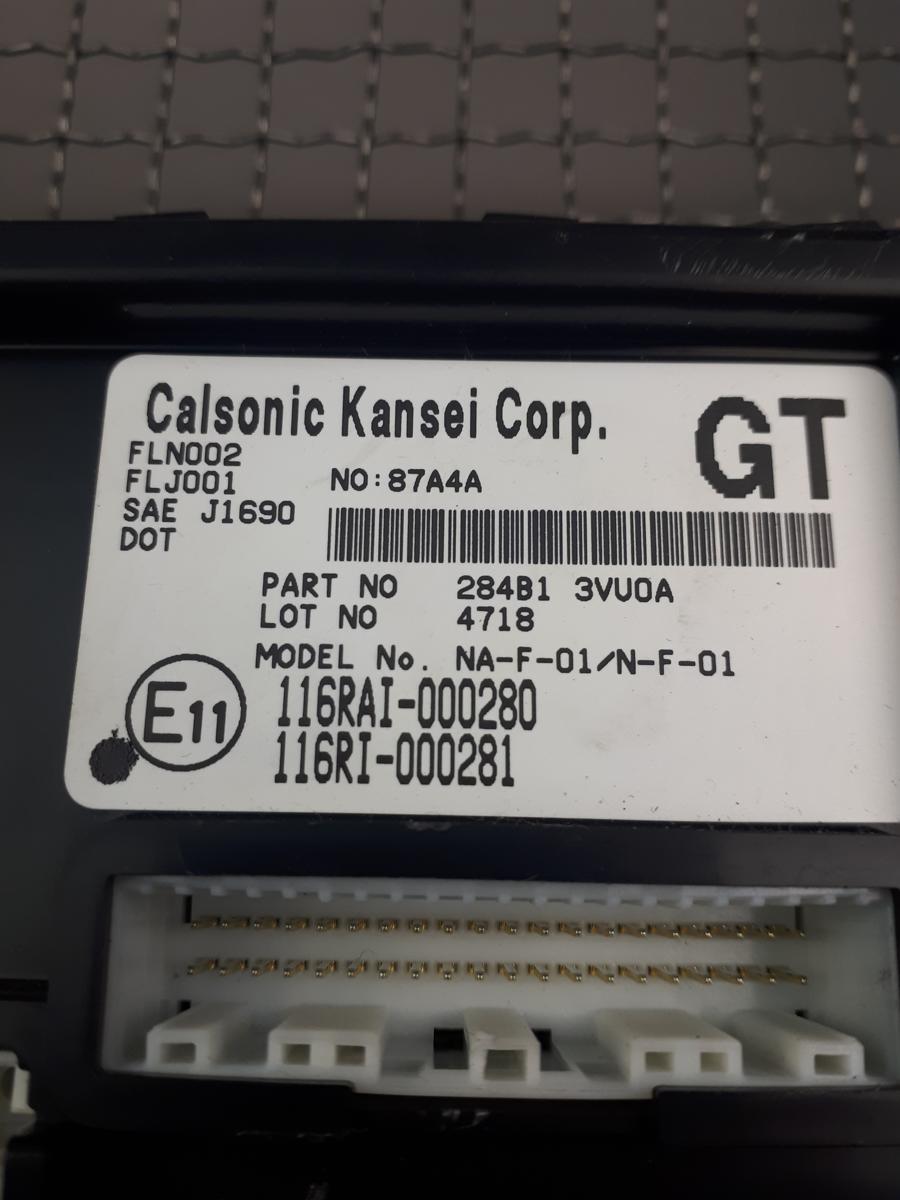 Calsonic Kansei Corp.
GT
FLN002
FLJ001
NO:87A4A
SAE J1690
DOT
PART NO 284B1 3VU0A
LOT NO 4718
MODEL No. NA-F-01/N-F-01
E11
116RAI-000280
116RI-000281